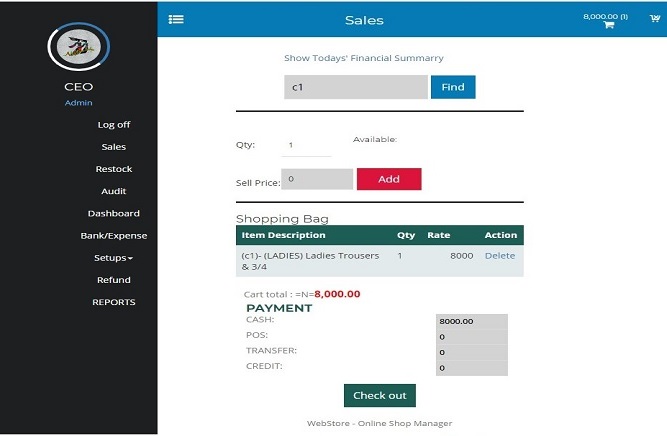 Sales
8,000.00 (1)
CEO
Admin
Log off
Sales
Restock
Audit
Dashboard
Bank/Expense
Setups
Refund
REPORTS
Show Todays' Financial Summarry
c1 Find
Qty: 1 Available:
Sell Price: 0 Add
Shopping Bag
Item Description Qty Rate Action
(c1)- (LADIES) Ladies Trousers 1 8000 Delete
& 3/4
Cart total : =N=8,000.00
PAYMENT
CASH: 8000.00
POS: 0
TRANSFER: 0
CREDIT: 0
Check out
WebStore - Online Shop Manager